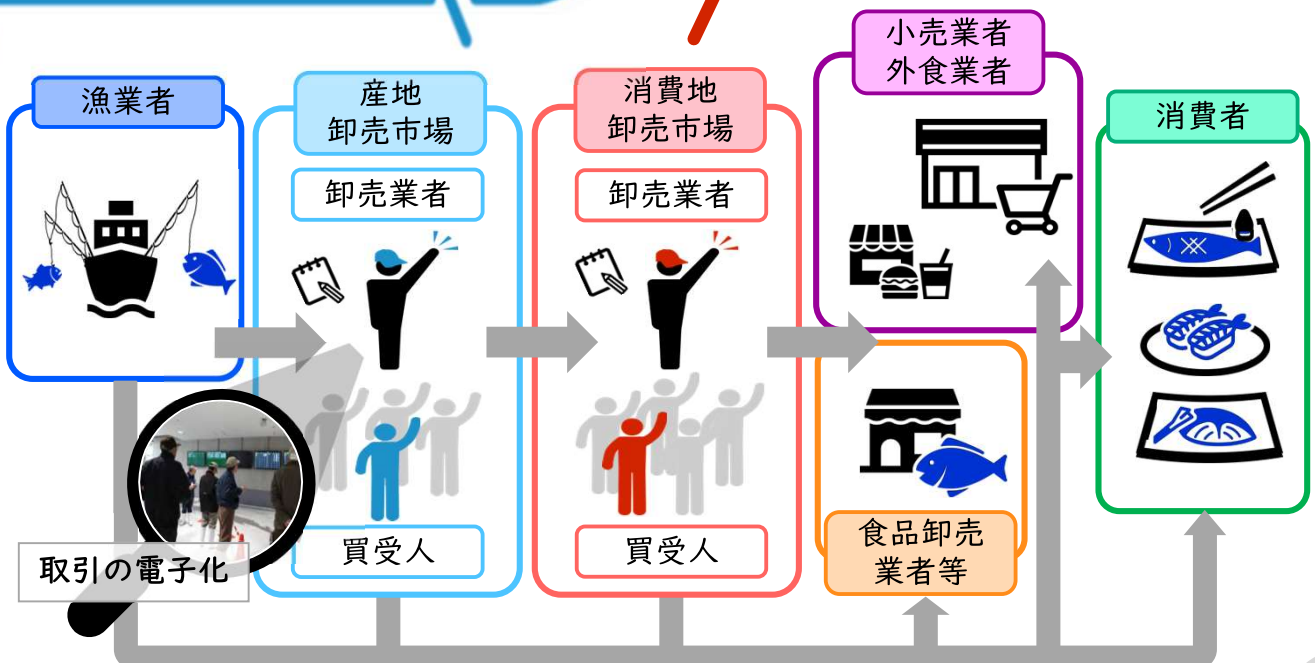 漁業者
産地
卸売市場
卸売業者
買受人
消費地
卸売市場
卸売業者
買受人
小売業者
外食業者
食品卸売
業者等
消費者
取引の電子化